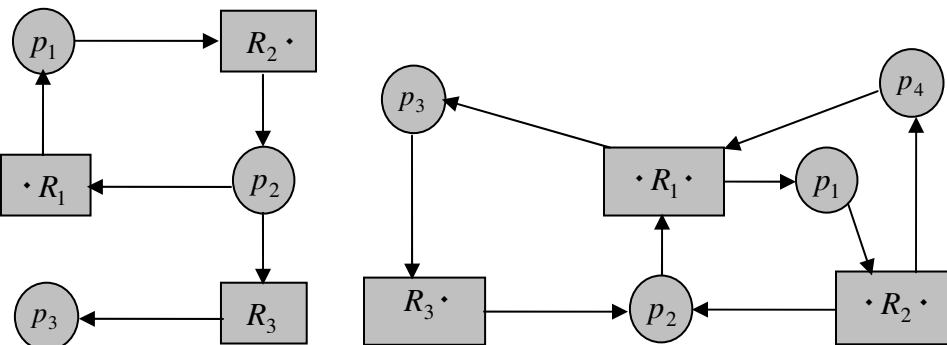 p₁
R₂ ·
· R₁
p₂
p₃
R₃
p₃
p₄
· R₁ ·
p₁
R₃ ·
p₂
· R₂ ·